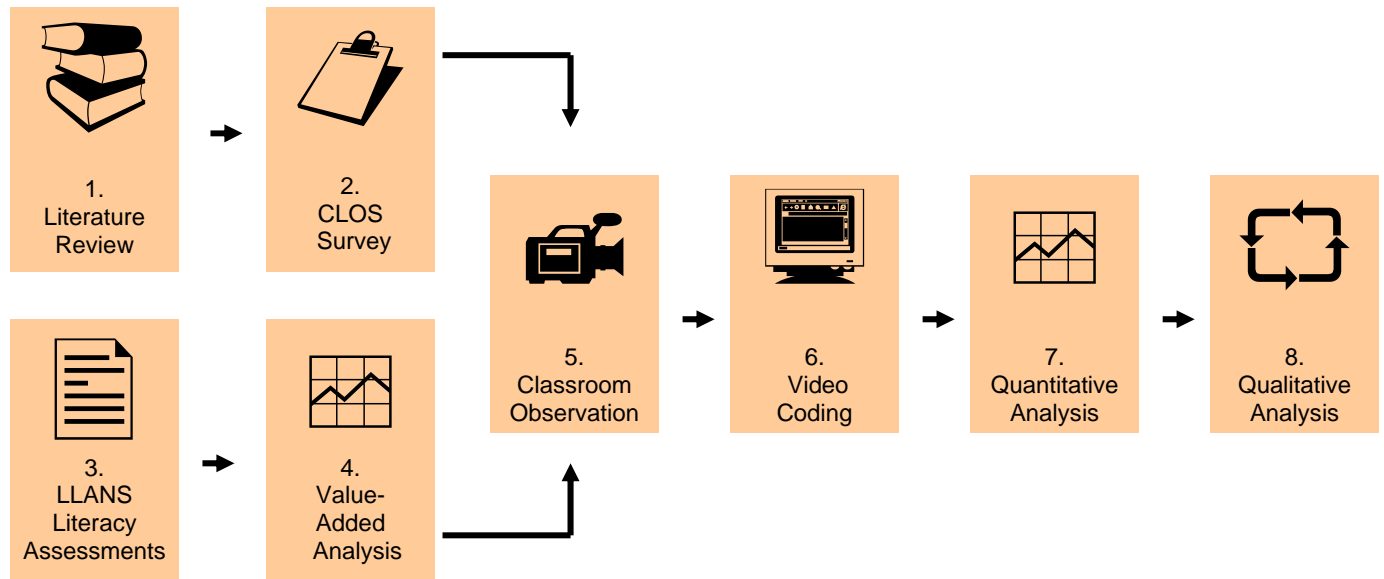 1.
Literature
Review
2.
CLOS
Survey
3.
LLANS
Literacy
Assessments
4.
Value-
Added
Analysis
5.
Classroom
Observation
6.
Video
Coding
7.
Quantitative
Analysis
8.
Qualitative
Analysis